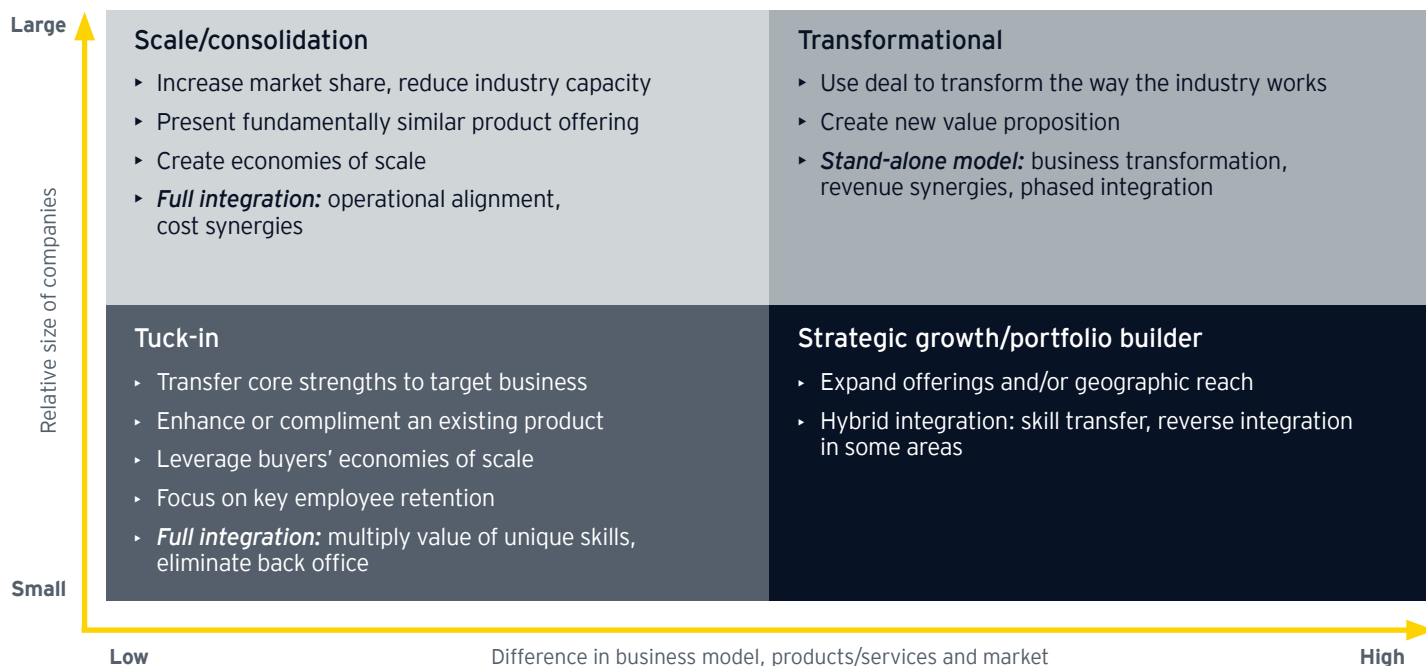 Large
Relative size of companies
Small
Scale/consolidation
‣ Increase market share, reduce industry capacity
‣ Present fundamentally similar product offering
‣ Create economies of scale
‣ Full integration: operational alignment,
cost synergies
Transformational
‣ Use deal to transform the way the industry works
‣ Create new value proposition
‣ Stand-alone model: business transformation,
revenue synergies, phased integration
Tuck-in
‣ Transfer core strengths to target business
‣ Enhance or compliment an existing product
‣ Leverage buyers’ economies of scale
‣ Focus on key employee retention
‣ Full integration: multiply value of unique skills,
eliminate back office
Strategic growth/portfolio builder
‣ Expand offerings and/or geographic reach
‣ Hybrid integration: skill transfer, reverse integration
in some areas
Low
Difference in business model, products/services and market
High